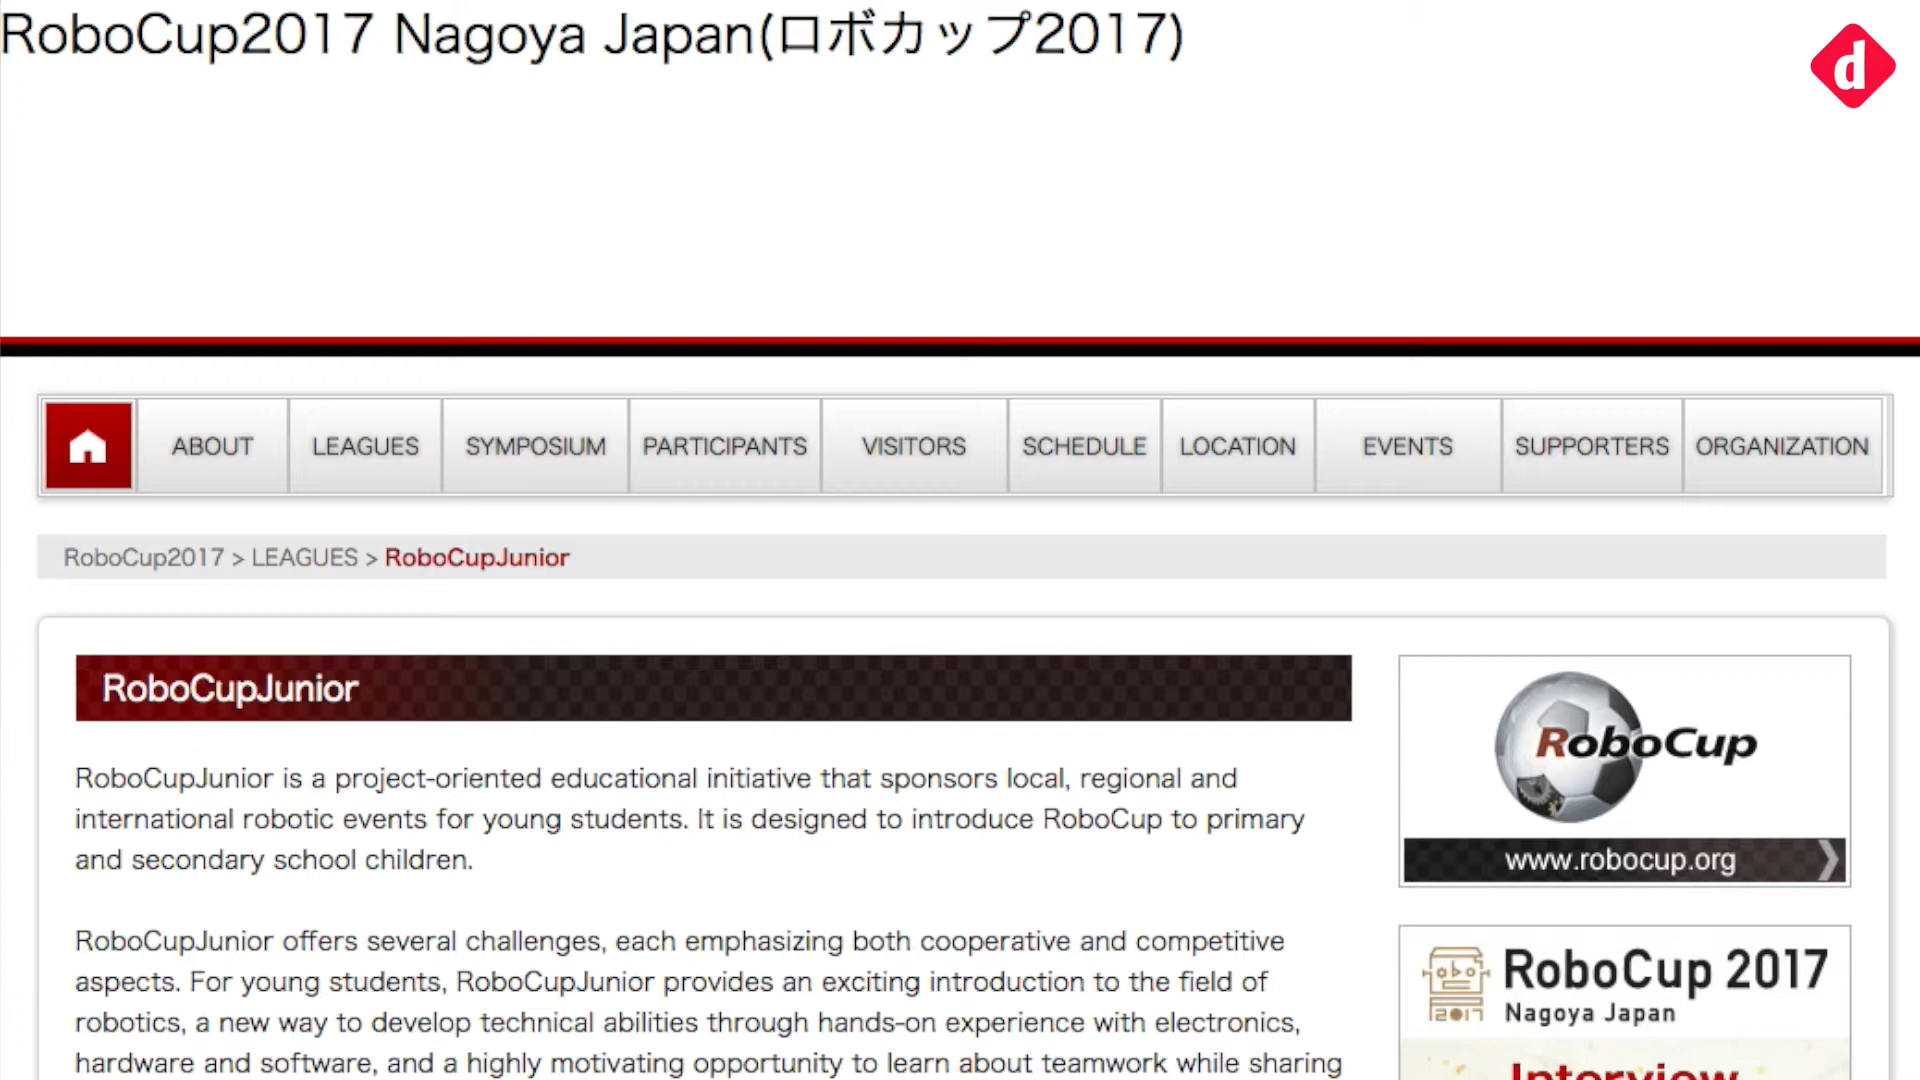 RoboCup2017 Nagoya Japan(ロボカップ2017)
d
ABOUT
LEAGUES
SYMPOSIUM
PARTICIPANTS
VISITORS
SCHEDULE
LOCATION
EVENTS
SUPPORTERS
ORGANIZATION
RoboCup2017 > LEAGUES > RoboCupJunior
RoboCupJunior
RoboCupJunior is a project-oriented educational initiative that sponsors local, regional and
international robotic events for young students. It is designed to introduce RoboCup to primary
and secondary school children.
RoboCupJunior offers several challenges, each emphasizing both cooperative and competitive
aspects. For young students, RoboCupJunior provides an exciting introduction to the field of
robotics, a new way to develop technical abilities through hands-on experience with electronics,
hardware and software, and a highly motivating opportunity to learn about teamwork while sharing
RoboCup
www.robocup.org
RoboCup 2017
Nagoya Japan
2017
Interview